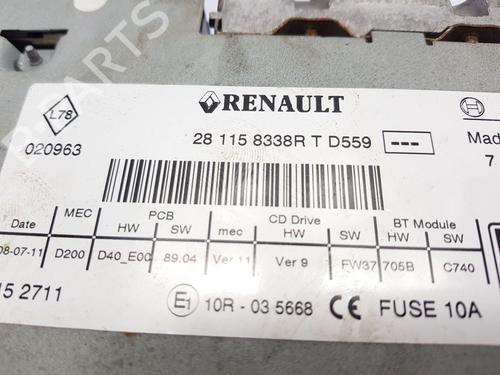 B-PARTS
RENAULT
L78
020963
28 115 8338R T D559 ---
Mad
7
Date MEC PCB CD Drive BT Module
HW SW mec HW SW HW SW
08-07-11 D200 D40_E00 89.04 Ver 11 Ver 9 FW37 705B C740
15 2711
E1 10R - 03 5668 CE FUSE 10A